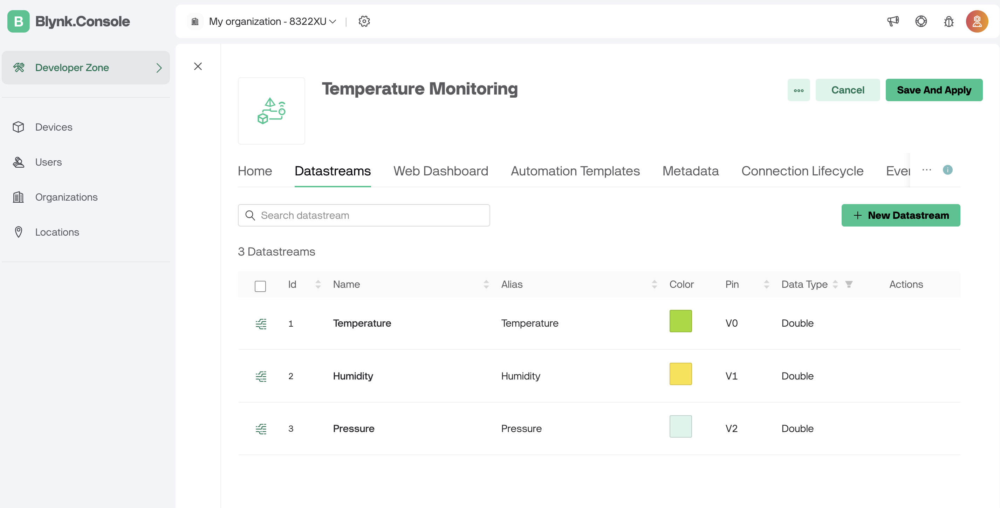 B Blynk.Console
My organization - 8322XU
Developer Zone
Devices
Users
Organizations
Locations
Temperature Monitoring
Cancel
Save And Apply
Home Datastreams Web Dashboard Automation Templates Metadata Connection Lifecycle
Search datastream
New Datastream
3 Datastreams
Id Name Alias Color Pin Data Type Actions
1 Temperature Temperature V0 Double
2 Humidity Humidity V1 Double
3 Pressure Pressure V2 Double